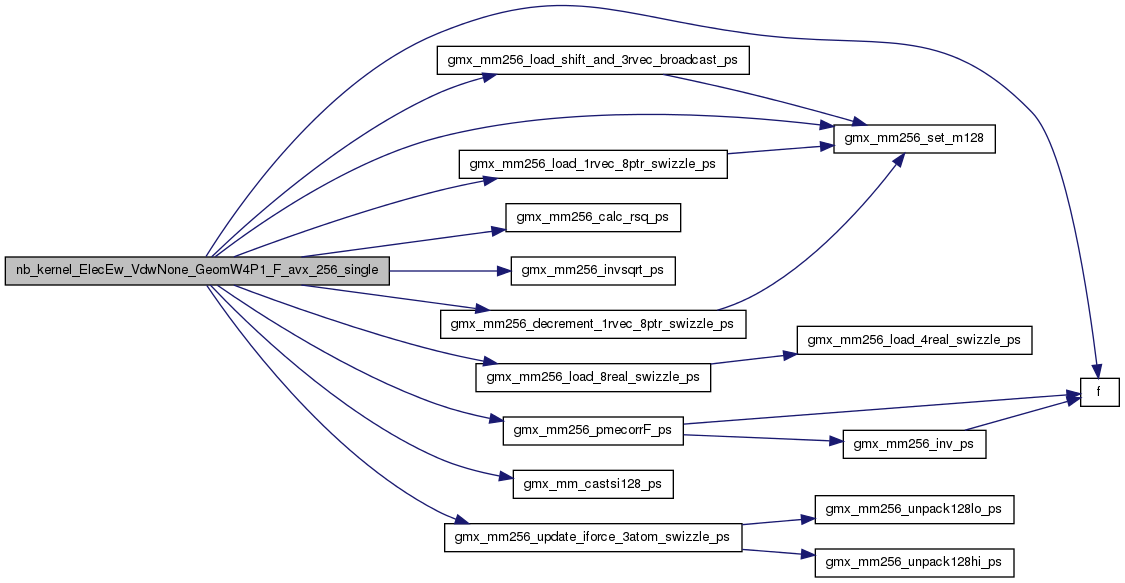 gmx_mm256_load_shift_and_3rvec_broadcast_ps
gmx_mm256_set_m128
gmx_mm256_load_1rvec_8ptr_swizzle_ps
gmx_mm256_calc_rsq_ps
nb_kernel_ElecEw_VdwNone_GeomW4P1_F_avx_256_single
gmx_mm256_invsqrt_ps
gmx_mm256_decrement_1rvec_8ptr_swizzle_ps
gmx_mm256_load_4real_swizzle_ps
gmx_mm256_load_8real_swizzle_ps
f
gmx_mm256_pmecorrF_ps
gmx_mm256_inv_ps
gmx_mm_castsi128_ps
gmx_mm256_unpack128lo_ps
gmx_mm256_update_iforce_3atom_swizzle_ps
gmx_mm256_unpack128hi_ps